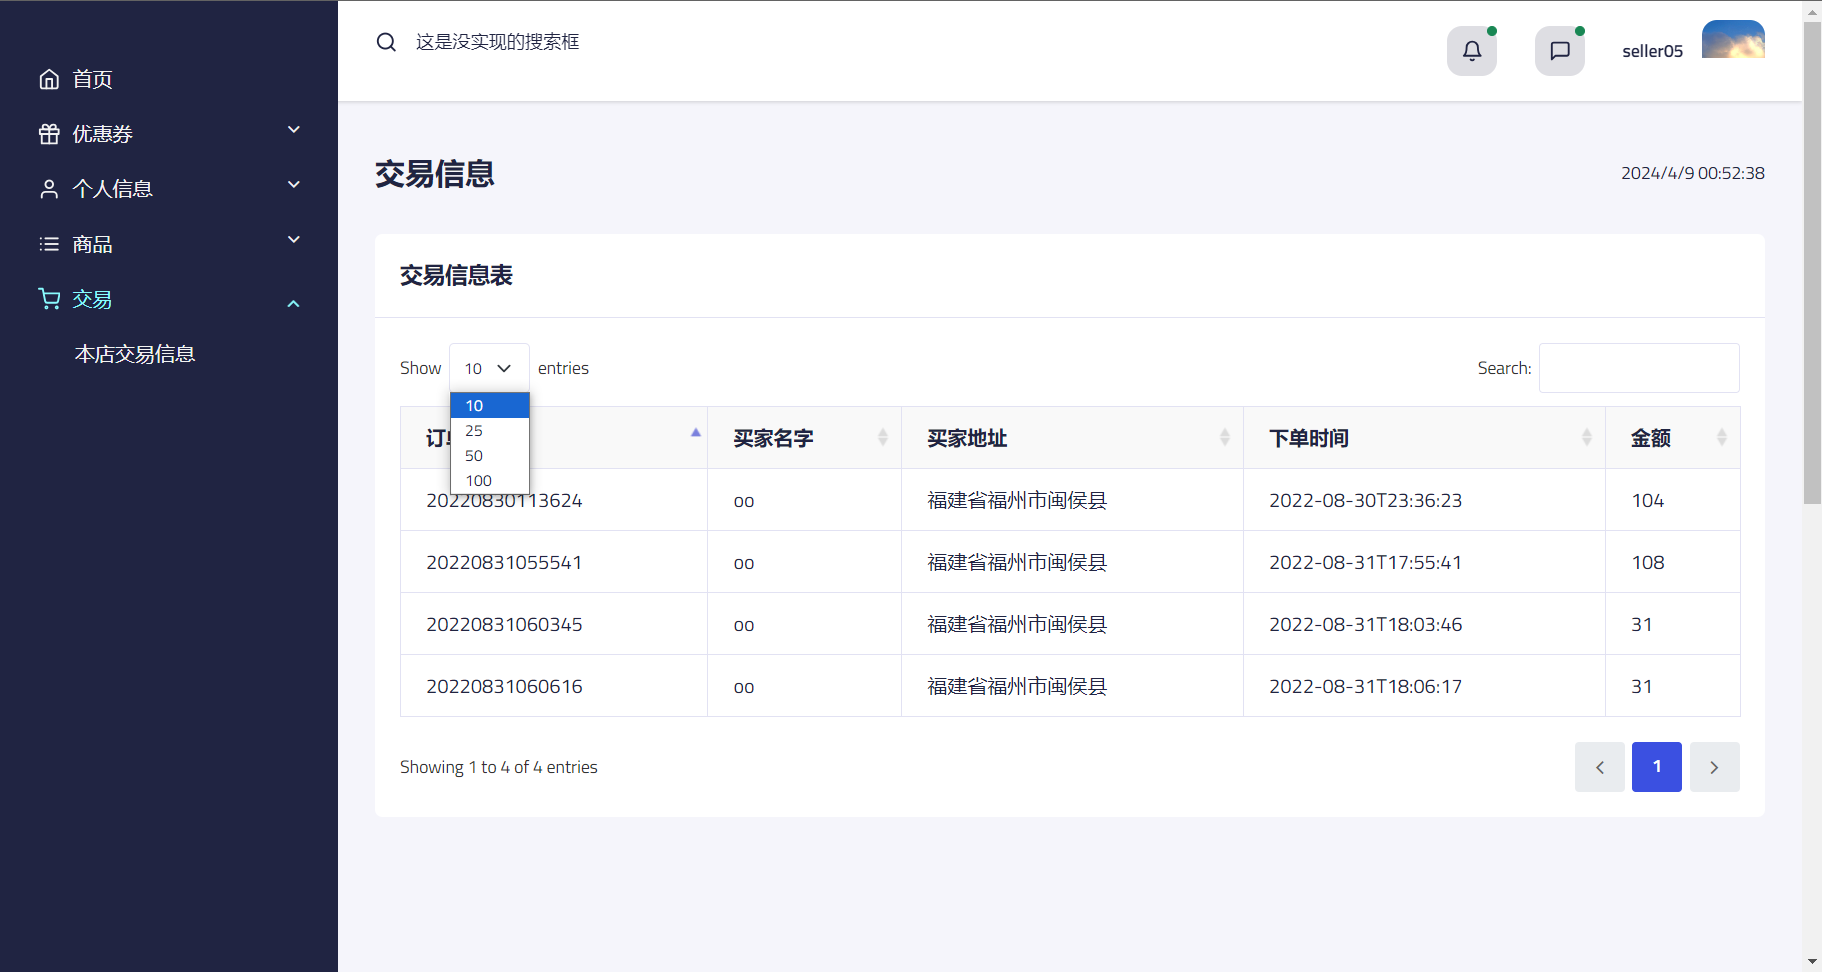 首页
优惠券
个人信息
商品
交易
本店交易信息
这是没实现的搜索框
seller05
交易信息
2024/4/9 00:52:38
交易信息表
Show 10 entries
Search:
10
25
50
100
买家名字 买家地址 下单时间 金额
20220830113624 oo 福建省福州市闽侯县 2022-08-30T23:36:23 104
20220831055541 oo 福建省福州市闽侯县 2022-08-31T17:55:41 108
20220831060345 oo 福建省福州市闽侯县 2022-08-31T18:03:46 31
20220831060616 oo 福建省福州市闽侯县 2022-08-31T18:06:17 31
Showing 1 to 4 of 4 entries
1